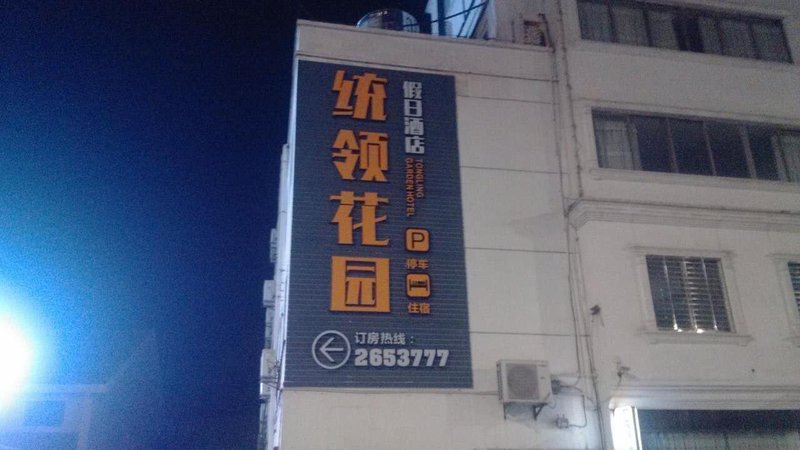 统领花园
假日酒店
TONGLING
GARDEN HOTEL
P
停车
住宿
订房热线：
2653777